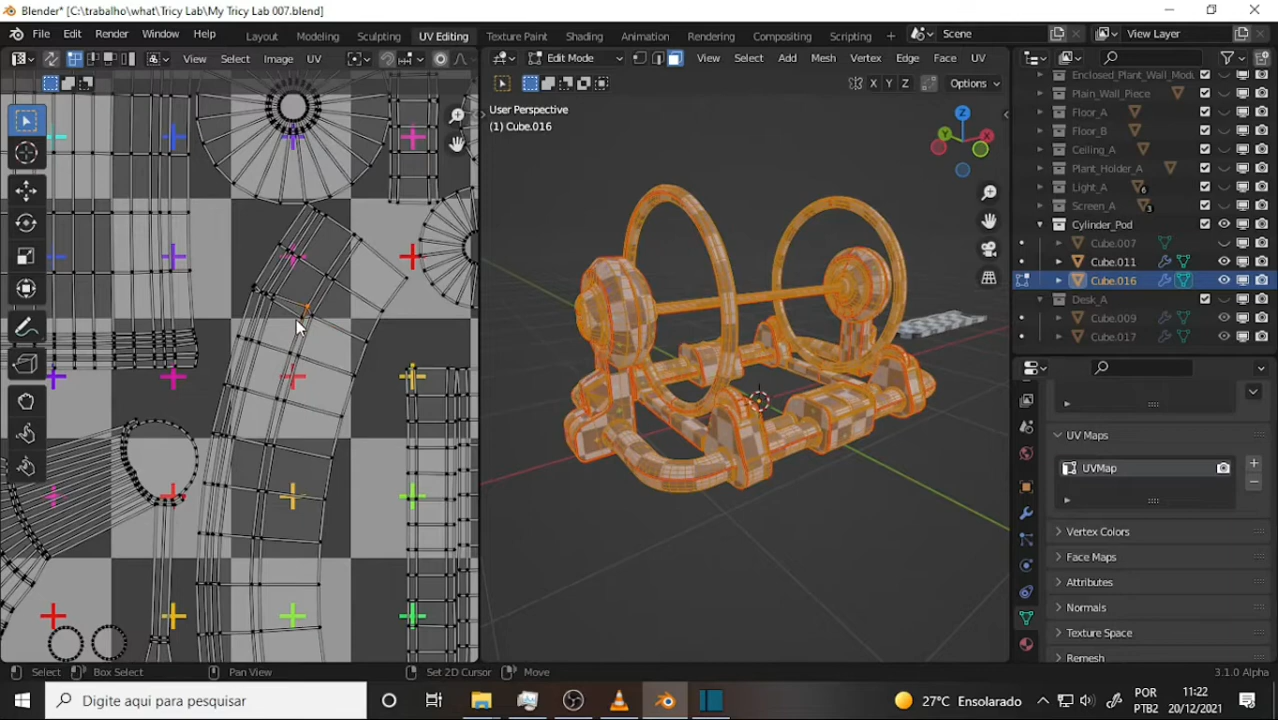 Blender* [C:\trabalho\what\Tricy Lab\My Tricy Lab 007.blend]
File Edit Render Window Help Layout Modeling Sculpting UV Editing Texture Paint Shading Animation Rendering Compositing Scripting + Scene View Layer
View Select Image UV
Edit Mode View Select Add Mesh Vertex Edge Face UV
X Y Z Options
User Perspective
(1) Cube.016
Z
Y
X
Enclosed_Plant_Wall_Modu
Plain_Wall_Piece
Floor_A
Floor_B
Ceiling_A
Plant_Holder_A
Light_A 6
Screen_A 3
Cylinder_Pod
Cube.007
Cube.011
Cube.016
Desk_A
Cube.009
Cube.017
UV Maps
UVMap
Vertex Colors
Face Maps
Attributes
Normals
Texture Space
Remesh
Select Box Select Pan View Set 2D Cursor Move 3.1.0 Alpha
Digite aqui para pesquisar
27°C Ensolarado
POR
PTB2
11:22
20/12/2021